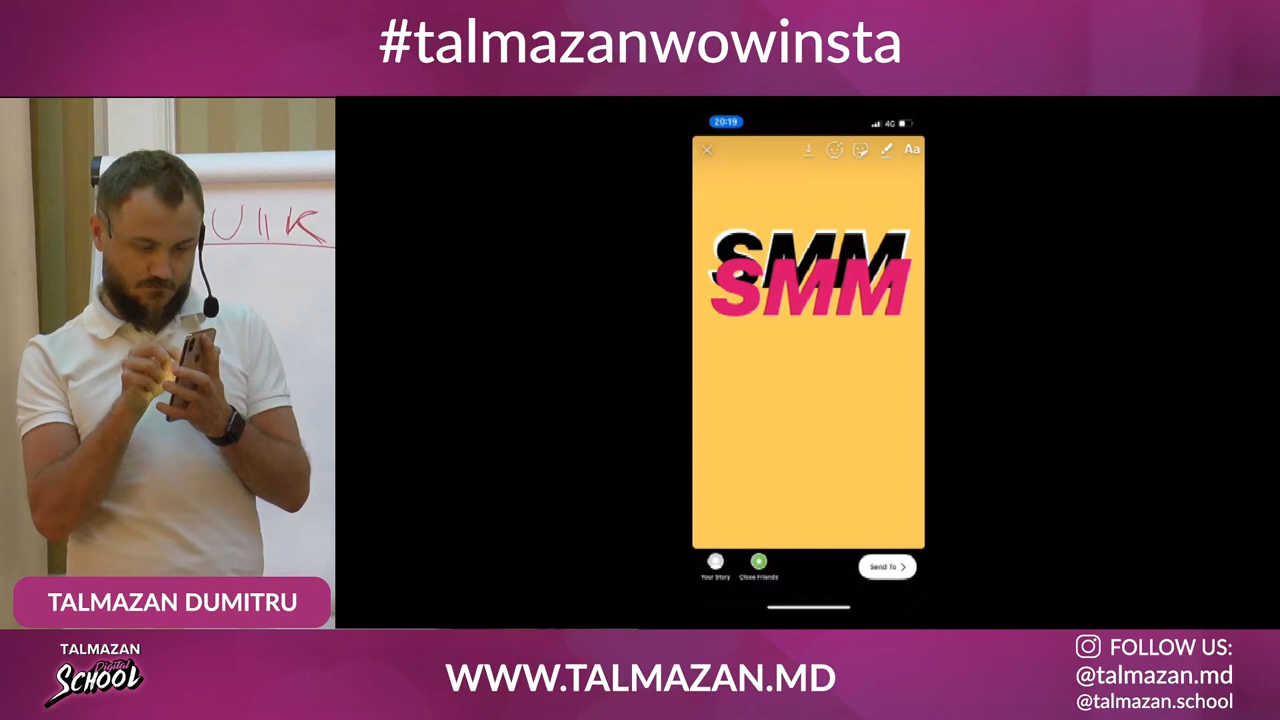 #talmazanwowinsta
20:19
4G
Aa
SMM
SMM
Your Story
Close Friends
Send To
TALMAZAN DUMITRU
TALMAZAN
Digital
SCHOOL
WWW.TALMAZAN.MD
FOLLOW US:
@talmazan.md
@talmazan.school